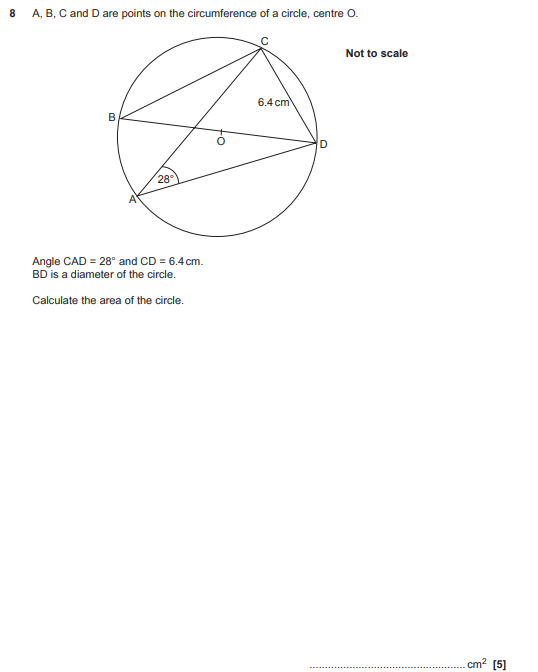 8 A, B, C and D are points on the circumference of a circle, centre O.
C
Not to scale
6.4 cm
B
O
D
28°
A
Angle CAD = 28° and CD = 6.4 cm.
BD is a diameter of the circle.
Calculate the area of the circle.
.................................................... cm² [5]